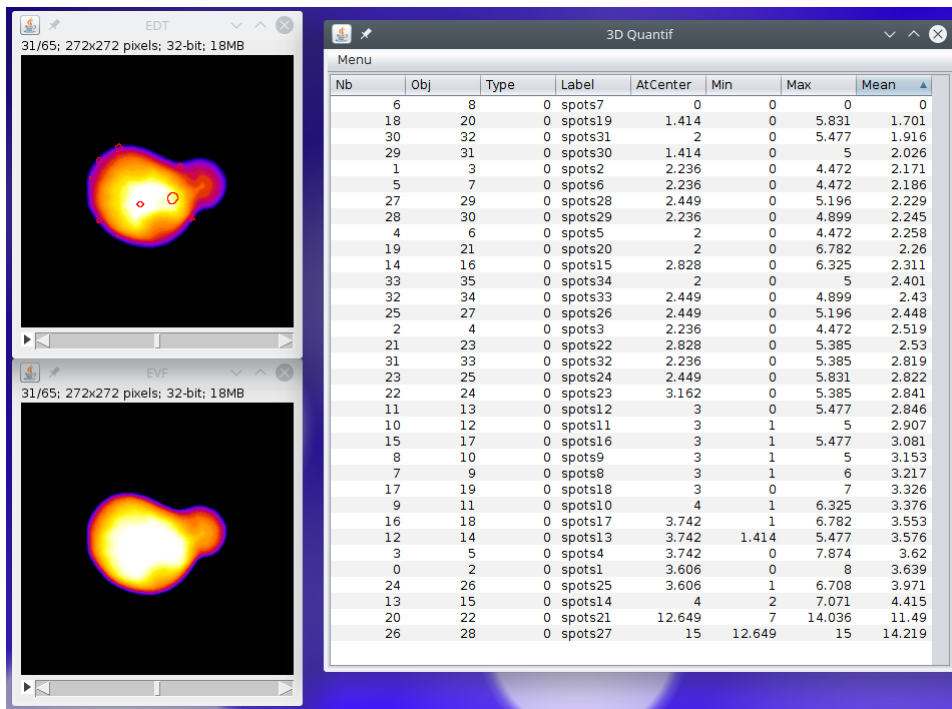 EDT
31/65; 272x272 pixels; 32-bit; 18MB
EVF
31/65; 272x272 pixels; 32-bit; 18MB
3D Quantif
Menu
Nb Obj Type Label AtCenter Min Max Mean
6 8 0 spots7 0 0 0 0
18 20 0 spots19 1.414 0 5.831 1.701
30 32 0 spots31 2 0 5.477 1.916
29 31 0 spots30 1.414 0 5 2.026
1 3 0 spots2 2.236 0 4.472 2.171
5 7 0 spots6 2.236 0 4.472 2.186
27 29 0 spots28 2.449 0 5.196 2.229
28 30 0 spots29 2.236 0 4.899 2.245
4 6 0 spots5 2 0 4.472 2.258
19 21 0 spots20 2 0 6.782 2.26
14 16 0 spots15 2.828 0 6.325 2.311
33 35 0 spots34 2 0 5 2.401
32 34 0 spots33 2.449 0 4.899 2.43
25 27 0 spots26 2.449 0 5.196 2.448
2 4 0 spots3 2.236 0 4.472 2.519
21 23 0 spots22 2.828 0 5.385 2.53
31 33 0 spots32 2.236 0 5.385 2.819
23 25 0 spots24 2.449 0 5.831 2.822
22 24 0 spots23 3.162 0 5.385 2.841
11 13 0 spots12 3 0 5.477 2.846
10 12 0 spots11 3 1 5 2.907
15 17 0 spots16 3 1 5.477 3.081
8 10 0 spots9 3 1 5 3.153
7 9 0 spots8 3 1 6 3.217
17 19 0 spots18 3 0 7 3.326
9 11 0 spots10 4 1 6.325 3.376
16 18 0 spots17 3.742 1 6.782 3.553
12 14 0 spots13 3.742 1.414 5.477 3.576
3 5 0 spots4 3.742 0 7.874 3.62
0 2 0 spots1 3.606 0 8 3.639
24 26 0 spots25 3.606 1 6.708 3.971
13 15 0 spots14 4 2 7.071 4.415
20 22 0 spots21 12.649 7 14.036 11.49
26 28 0 spots27 15 12.649 15 14.219